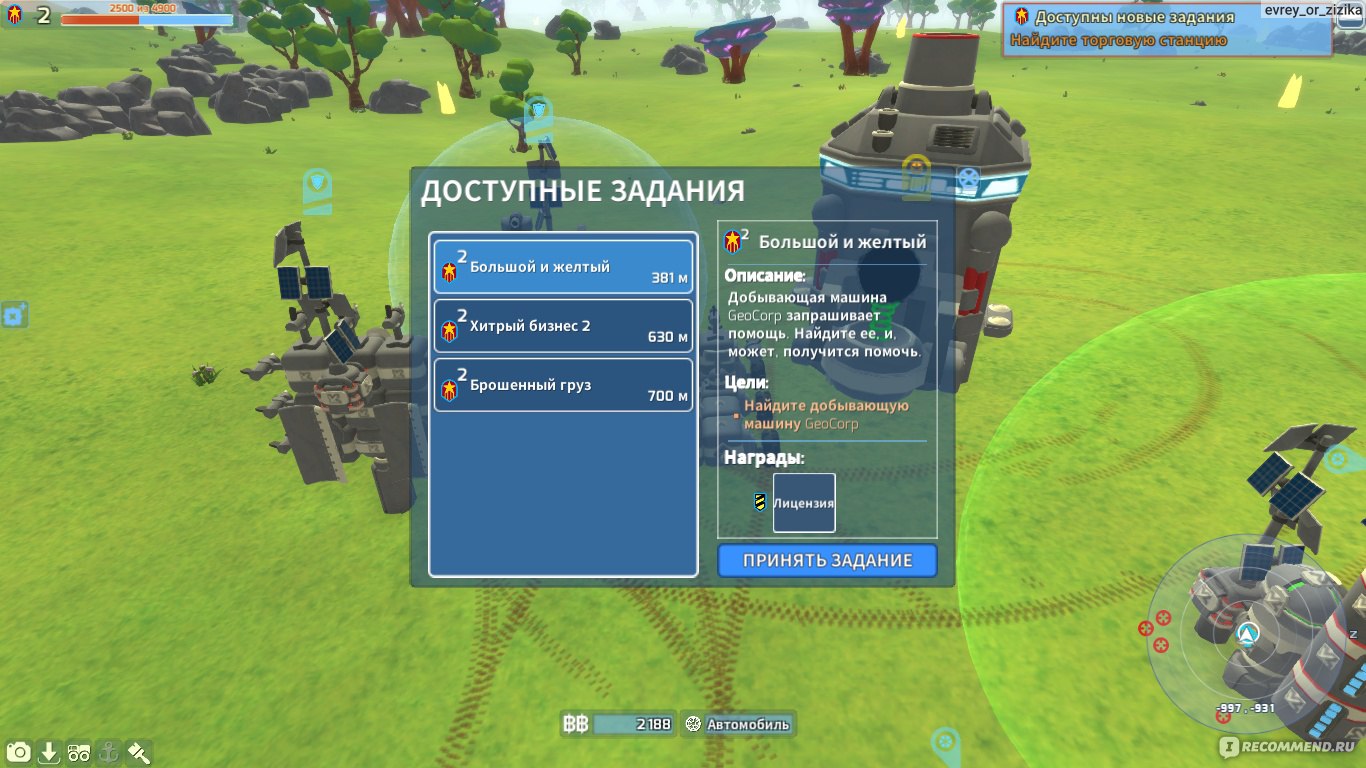 2
2500 из 4900
evrey_or_zizika
Доступны новые задания
Найдите торговую станцию
ДОСТУПНЫЕ ЗАДАНИЯ
2
Большой и желтый
381 м
2
Хитрый бизнес 2
630 м
2
Брошенный груз
700 м
2
Большой и желтый
Описание:
Добывающая машина
GeoCorp запрашивает
помощь. Найдите ее, и,
может, получится помочь.
Цели:
Найдите добывающую
машину GeoCorp
Награды:
Лицензия
ПРИНЯТЬ ЗАДАНИЕ
-997 , -931
2188
Автомобиль
IRECOMMEND.RU